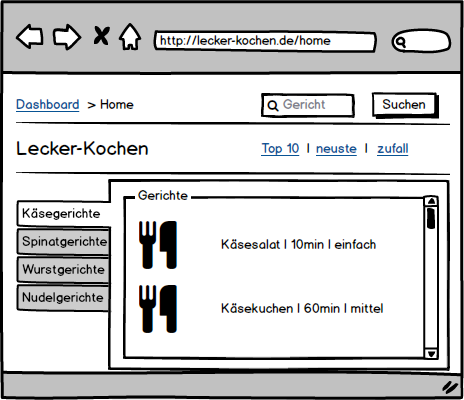 http://lecker-kochen.de/home
Dashboard > Home
Gericht
Suchen
Lecker-Kochen
Top 10 | neuste | zufall
Käsegerichte
Spinatgerichte
Wurstgerichte
Nudelgerichte
Gerichte
Käsesalat | 10min | einfach
Käsekuchen | 60min | mittel